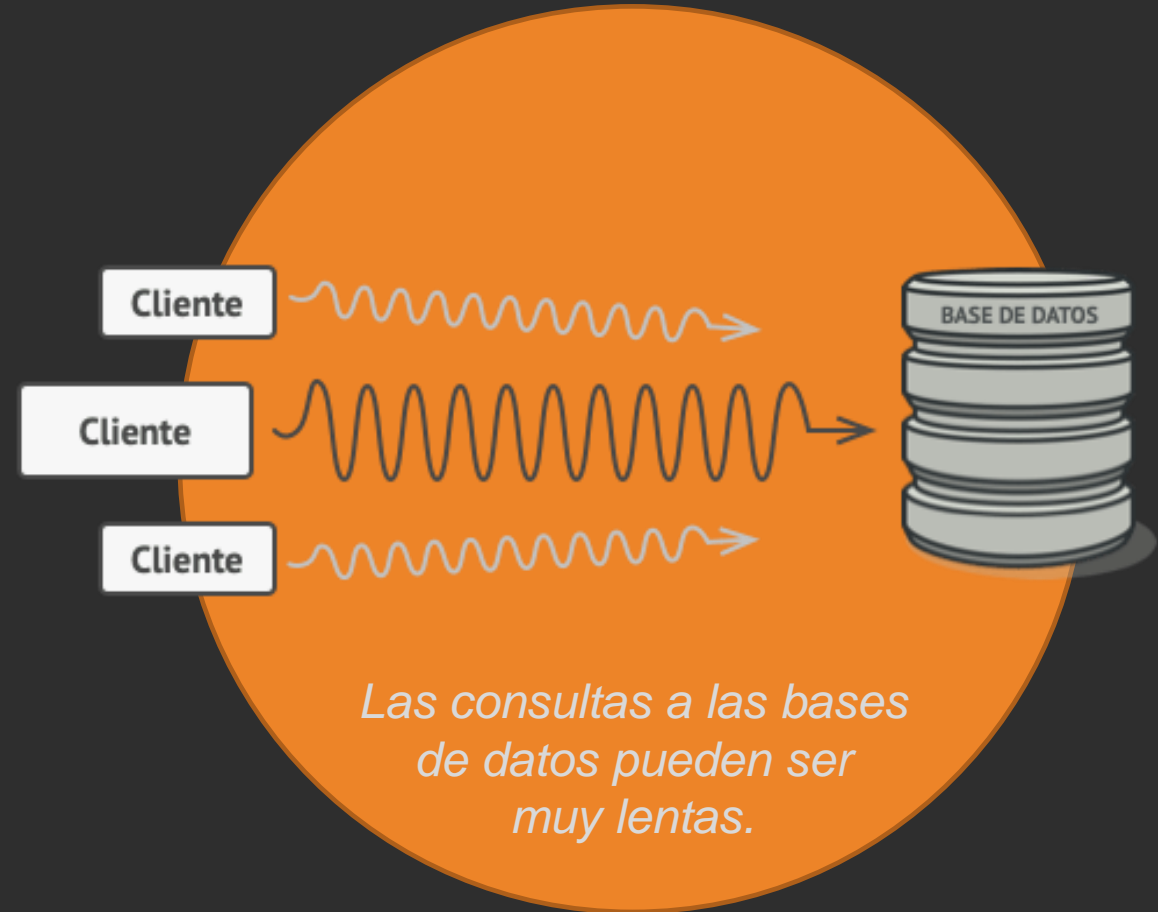 Cliente
Cliente
Cliente
BASE DE DATOS
Las consultas a las bases
de datos pueden ser
muy lentas.